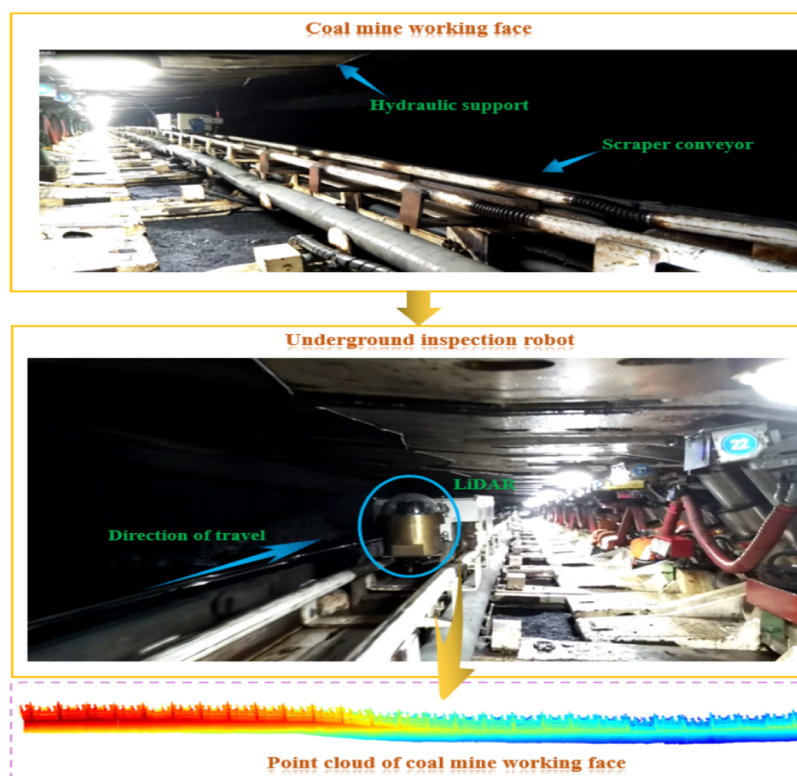 Coal mine working face
Hydraulic support
Scraper conveyor
Underground inspection robot
22
LiDAR
Direction of travel
Point cloud of coal mine working face